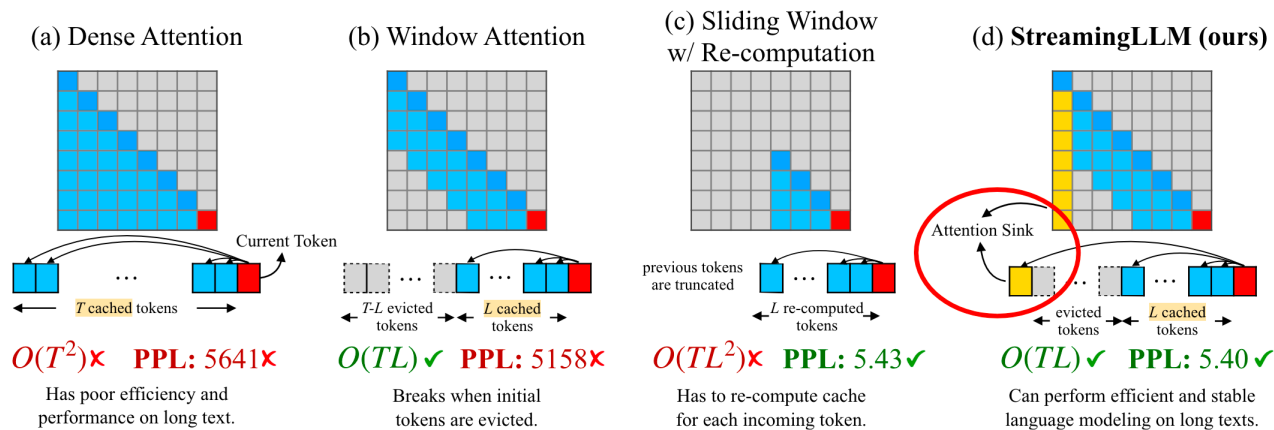 (a) Dense Attention
Current Token
T cached tokens
O(T²)✘ PPL: 5641✘
Has poor efficiency and
performance on long text.
(b) Window Attention
...
T-L evicted
tokens
L cached
tokens
O(TL)✓ PPL: 5158✘
Breaks when initial
tokens are evicted.
(c) Sliding Window
w/ Re-computation
previous tokens
are truncated
L re-computed
tokens
O(TL²)✘ PPL: 5.43✓
Has to re-compute cache
for each incoming token.
(d) StreamingLLM (ours)
Attention Sink
evicted
tokens
L cached
tokens
O(TL)✓ PPL: 5.40✓
Can perform efficient and stable
language modeling on long texts.